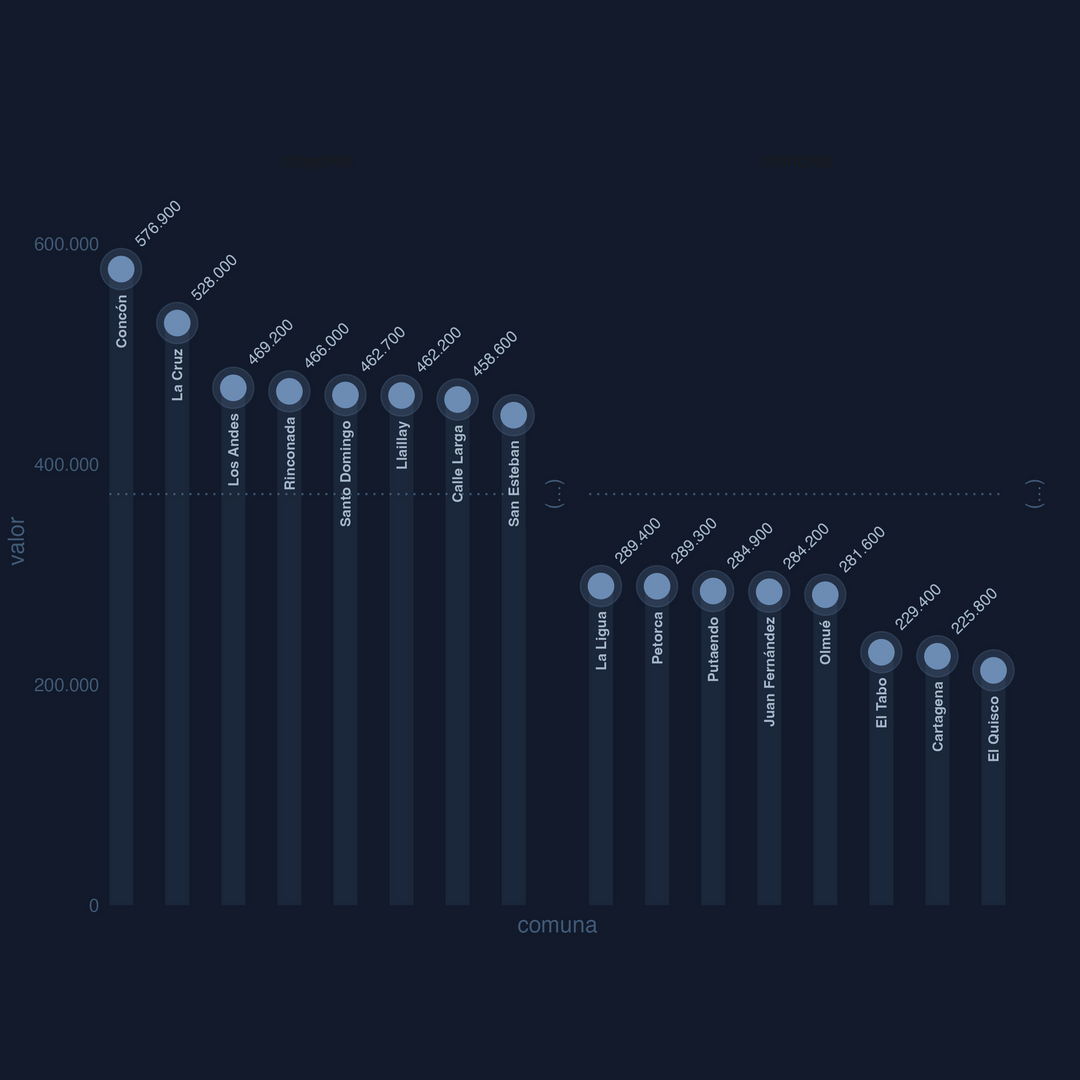 576.900
528.000
469.200
466.000
462.700
462.200
458.600
289.400
289.300
284.900
284.200
281.600
229.400
225.800
600.000
400.000
200.000
0
valor
Concón
La Cruz
Los Andes
Rinconada
Santo Domingo
Llaillay
Calle Larga
San Esteban
(...)
La Ligua
Petorca
Putaendo
Juan Fernández
Olmué
El Tabo
Cartagena
El Quisco
(...)
comuna